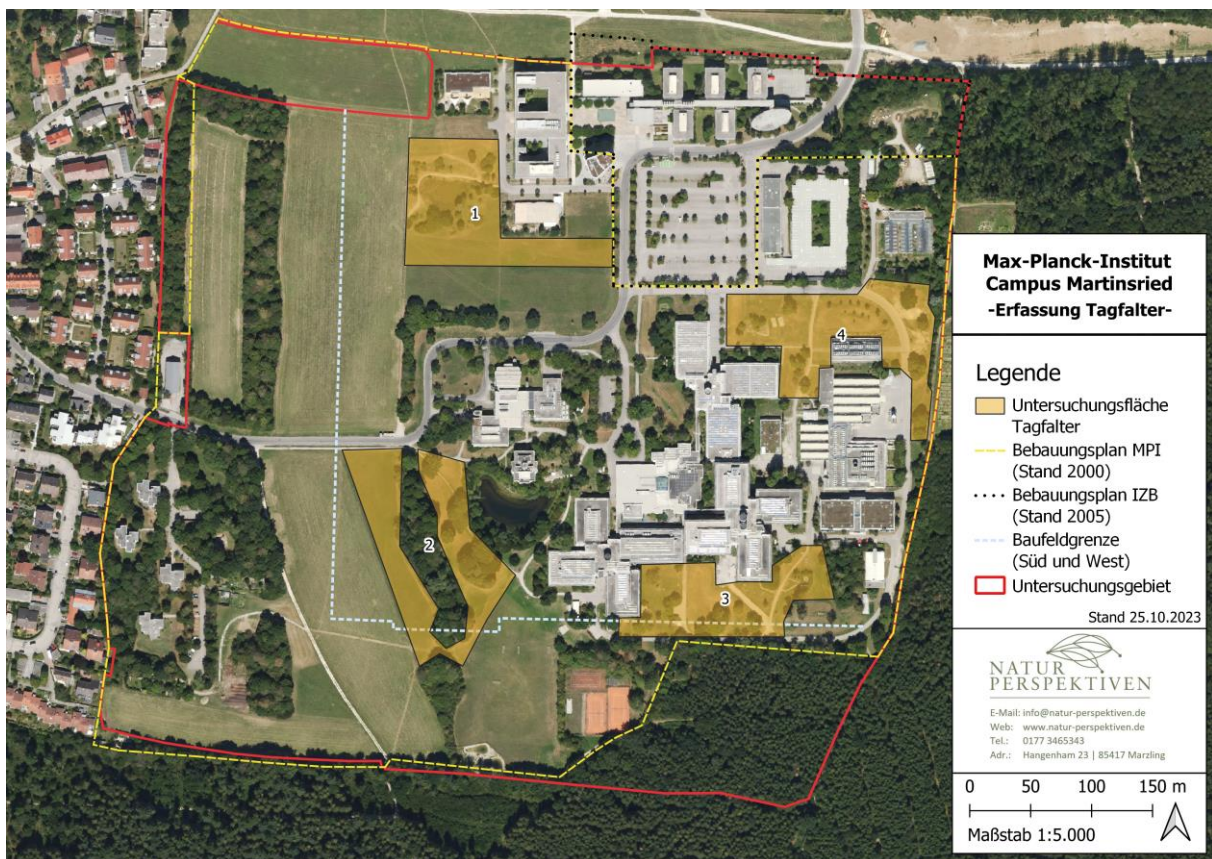 1
4
2
3
Max-Planck-Institut
Campus Martinsried
-Erfassung Tagfalter-
Legende
Untersuchungsfläche
Tagfalter
Bebauungsplan MPI
(Stand 2000)
Bebauungsplan IZB
(Stand 2005)
Baufeldgrenze
(Süd und West)
Untersuchungsgebiet
Stand 25.10.2023
NATUR
PERSPEKTIVEN
E-Mail: info@natur-perspektiven.de
Web: www.natur-perspektiven.de
Tel.: 0177 3465343
Adr.: Hangenham 23 | 85417 Marzling
0 50 100 150 m
Maßstab 1:5.000